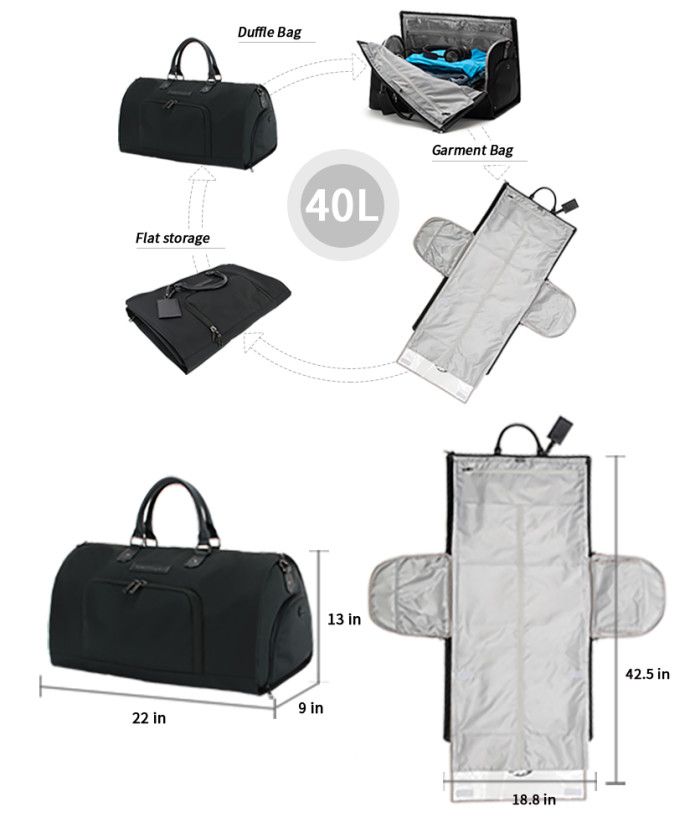 Duffle Bag
Garment Bag
40L
Flat storage
13 in
9 in
22 in
42.5 in
18.8 in